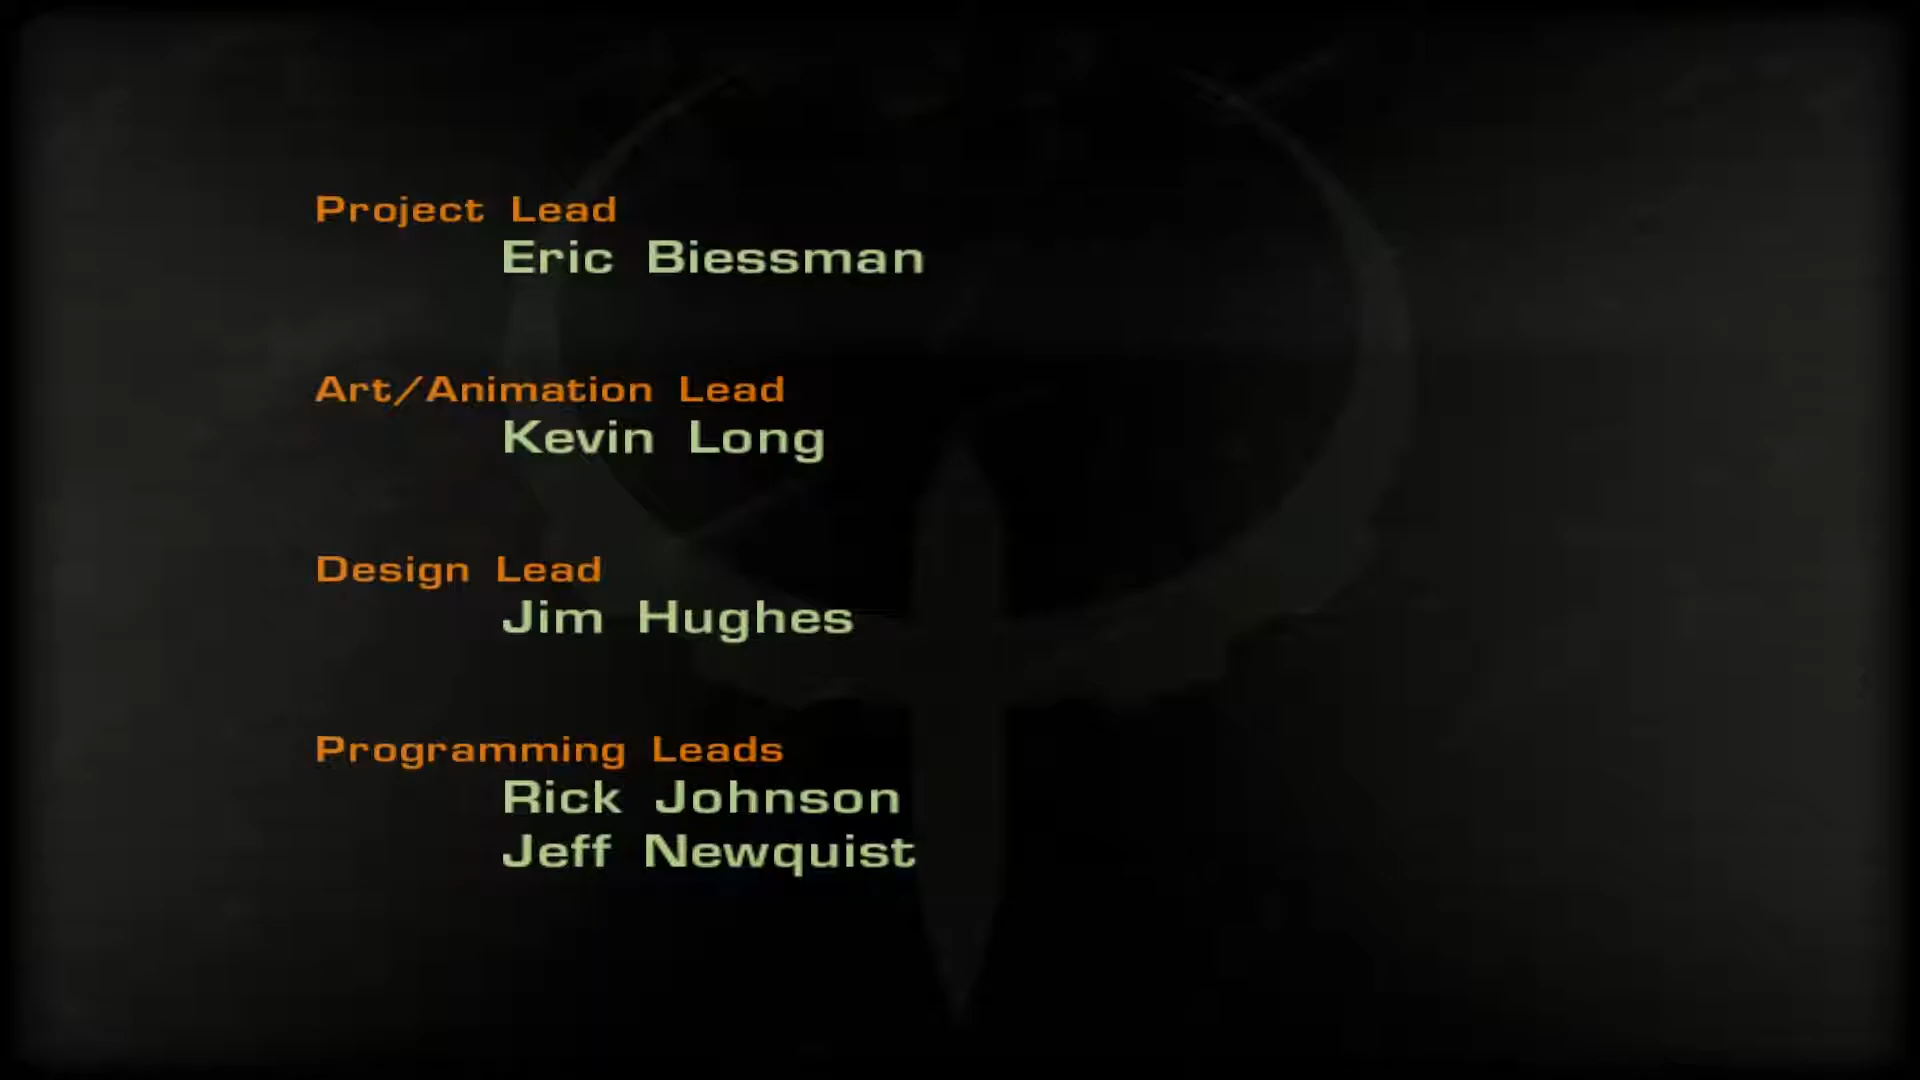 Project Lead
Eric Biessman
Art/Animation Lead
Kevin Long
Design Lead
Jim Hughes
Programming Leads
Rick Johnson
Jeff Newquist